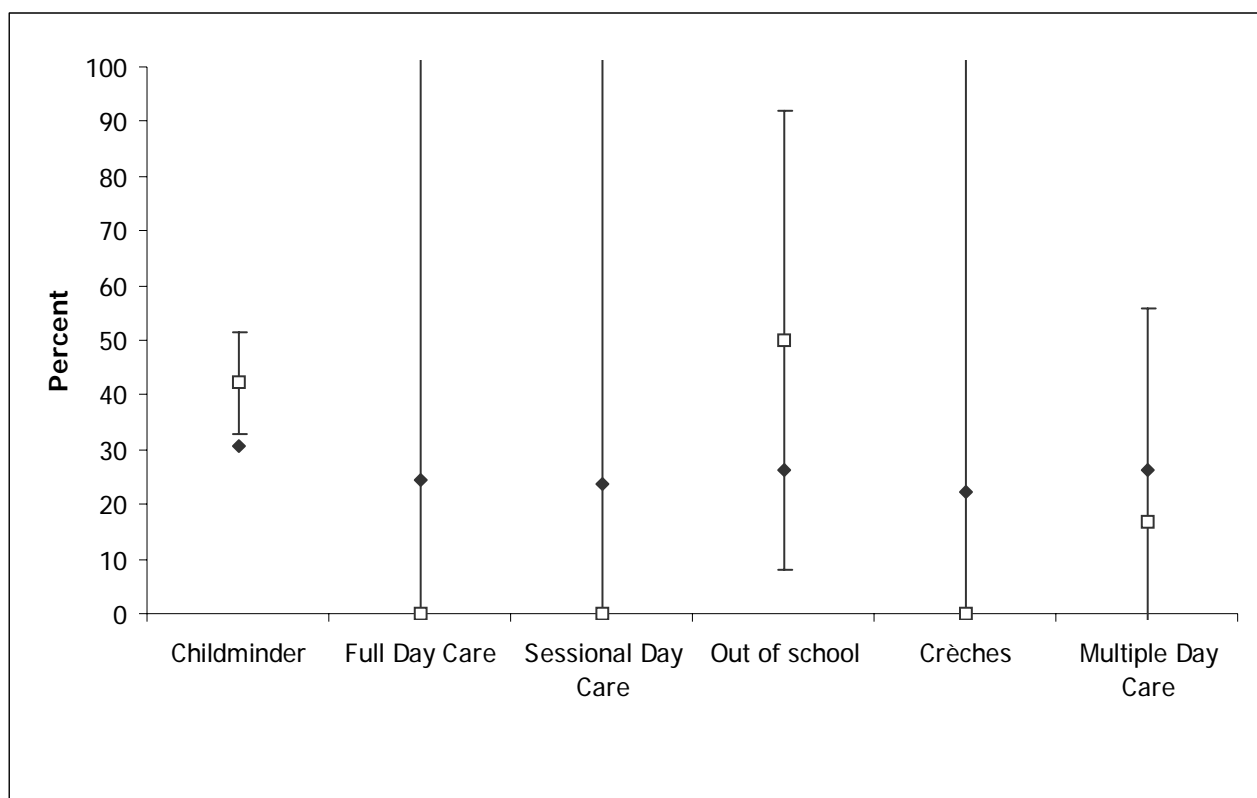 100
90
80
70
60
50
40
30
20
10
0
Percent
Childminder
Full Day Care
Sessional Day
Care
Out of school
Crèches
Multiple Day
Care